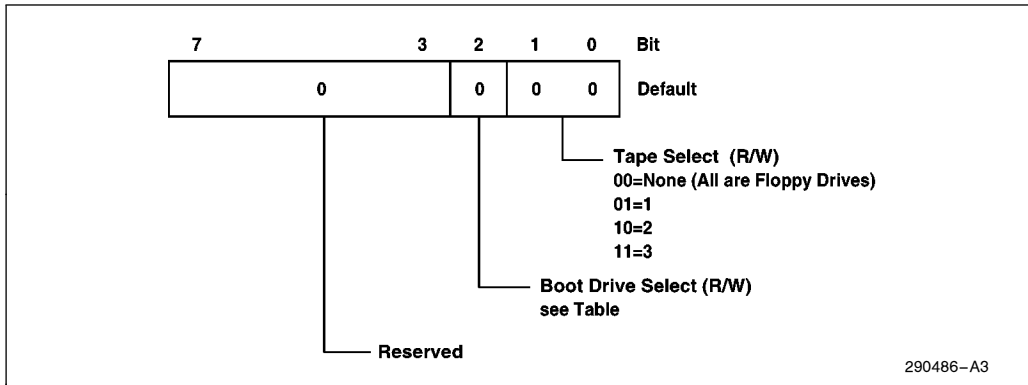 7 3 2 1 0 Bit
0 0 0 0 Default
Tape Select (R/W)
00=None (All are Floppy Drives)
01=1
10=2
11=3
Boot Drive Select (R/W)
see Table
Reserved
290486–A3